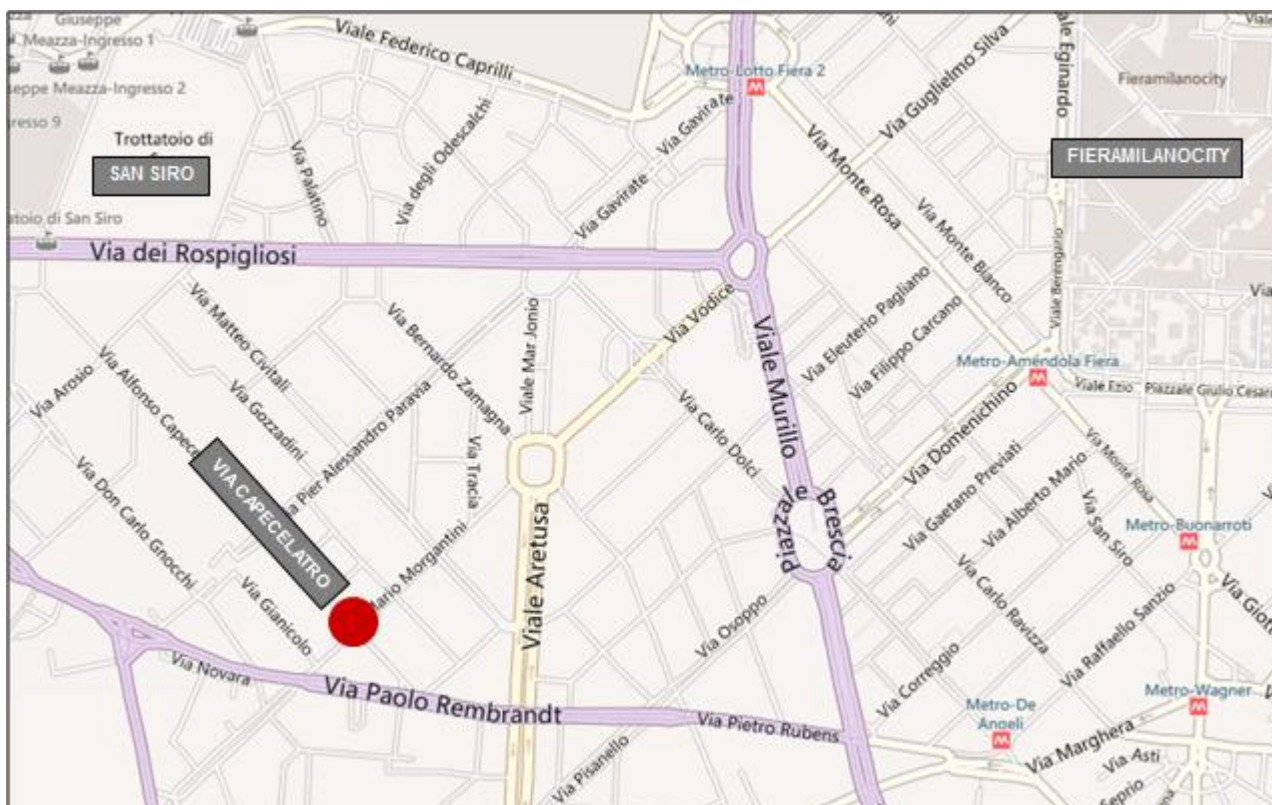 Giuseppe
Meazza-Ingresso 1
Viale Federico Caprilli
Metro-Lotto Fiera 2
Via Guglielmo Silva
ale Eginardo
Viale
Fieramilanocity
seppe Meazza-Ingresso 2
gresso 9
Trottatoio di
SAN SIRO
FIERAMILANOCITY
Via Palatino
Via degli Odescalchi
Via Gavirate
Via Gavirate
Via Monte Rosa
Via Monte Bianco
Viale Berengario
atoio di San Siro
Via dei Rospigliosi
Via Matteo Civitali
Via Bernardo Zamagna
Viale Mar Jonio
Via Vodice
Viale Murillo
Via Eleuterio Pagliano
Via Filippo Carcano
Via
Metro-Amendola Fiera ...
Viale Ezio
Piazzale Giulio Cesare
Via Arosio
Via Alfonso Capece
Via Gozzadini
a Pier Alessandro Paravia
Via Tracia
Via Carlo Dolci
Via Domenichino
Via Monte Rosa
Via Don Carlo Gnocchi
VIA CAPECELATRO
Piazzale Brescia
Via Gaetano Previati
Via Alberto Mario
Via San Siro
Metro-Buonarroti
Via Gianicolo
Mario Morgantini
Viale Aretusa
Via Osoppo
Via Carlo Ravizza
Via Raffaello Sanzio
Via Giott
Via Novara
Via Paolo Rembrandt
Via Pietro Rubens
Via Correggio
Metro-De
Angeli
Metro-Wagner
Via Pisanello
Via Marghera
Via Asti
Seprio